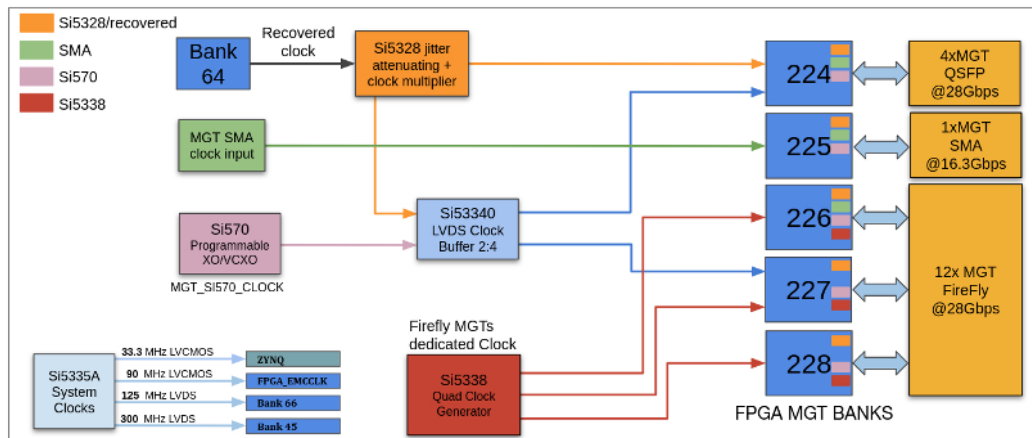 Si5328/recovered
SMA
Si570
Si5338
Bank
64
Recovered
clock
Si5328 jitter
attenuating +
clock multiplier
MGT SMA
clock input
Si570
Programmable
XO/VCXO
MGT_SI570_CLOCK
Si53340
LVDS Clock
Buffer 2:4
Firefly MGTs
dedicated Clock
Si5338
Quad Clock
Generator
Si5335A
System
Clocks
33.3 MHz LVCMOS
90 MHz LVCMOS
125 MHz LVDS
300 MHz LVDS
ZYNQ
FPGA_EMCCLK
Bank 66
Bank 45
224
225
226
227
228
FPGA MGT BANKS
4xMGT
QSFP
@28Gbps
1xMGT
SMA
@16.3Gbps
12x MGT
FireFly
@28Gbps